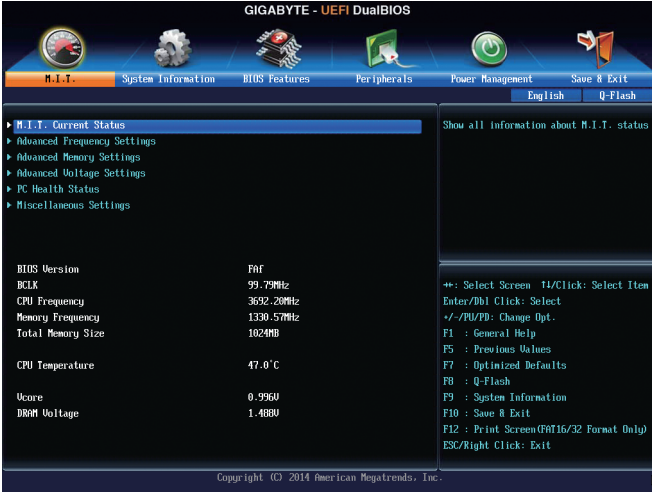 GIGABYTE - UEFI DualBIOS
M.I.T.
System Information
BIOS Features
Peripherals
Power Management
Save & Exit
English
Q-Flash
M.I.T. Current Status
Advanced Frequency Settings
Advanced Memory Settings
Advanced Voltage Settings
PC Health Status
Miscellaneous Settings
BIOS Version FAf
BCLK 99.79MHz
CPU Frequency 3692.20MHz
Memory Frequency 1330.57MHz
Total Memory Size 1024MB
CPU Temperature 47.0°C
Vcore 0.996V
DRAM Voltage 1.488V
Show all information about M.I.T. status
→←: Select Screen ↑↓/Click: Select Item
Enter/Dbl Click: Select
+/-/PU/PD: Change Opt.
F1 : General Help
F5 : Previous Values
F7 : Optimized Defaults
F8 : Q-Flash
F9 : System Information
F10 : Save & Exit
F12 : Print Screen(FAT16/32 Format Only)
ESC/Right Click: Exit
Copyright (C) 2014 American Megatrends, Inc.